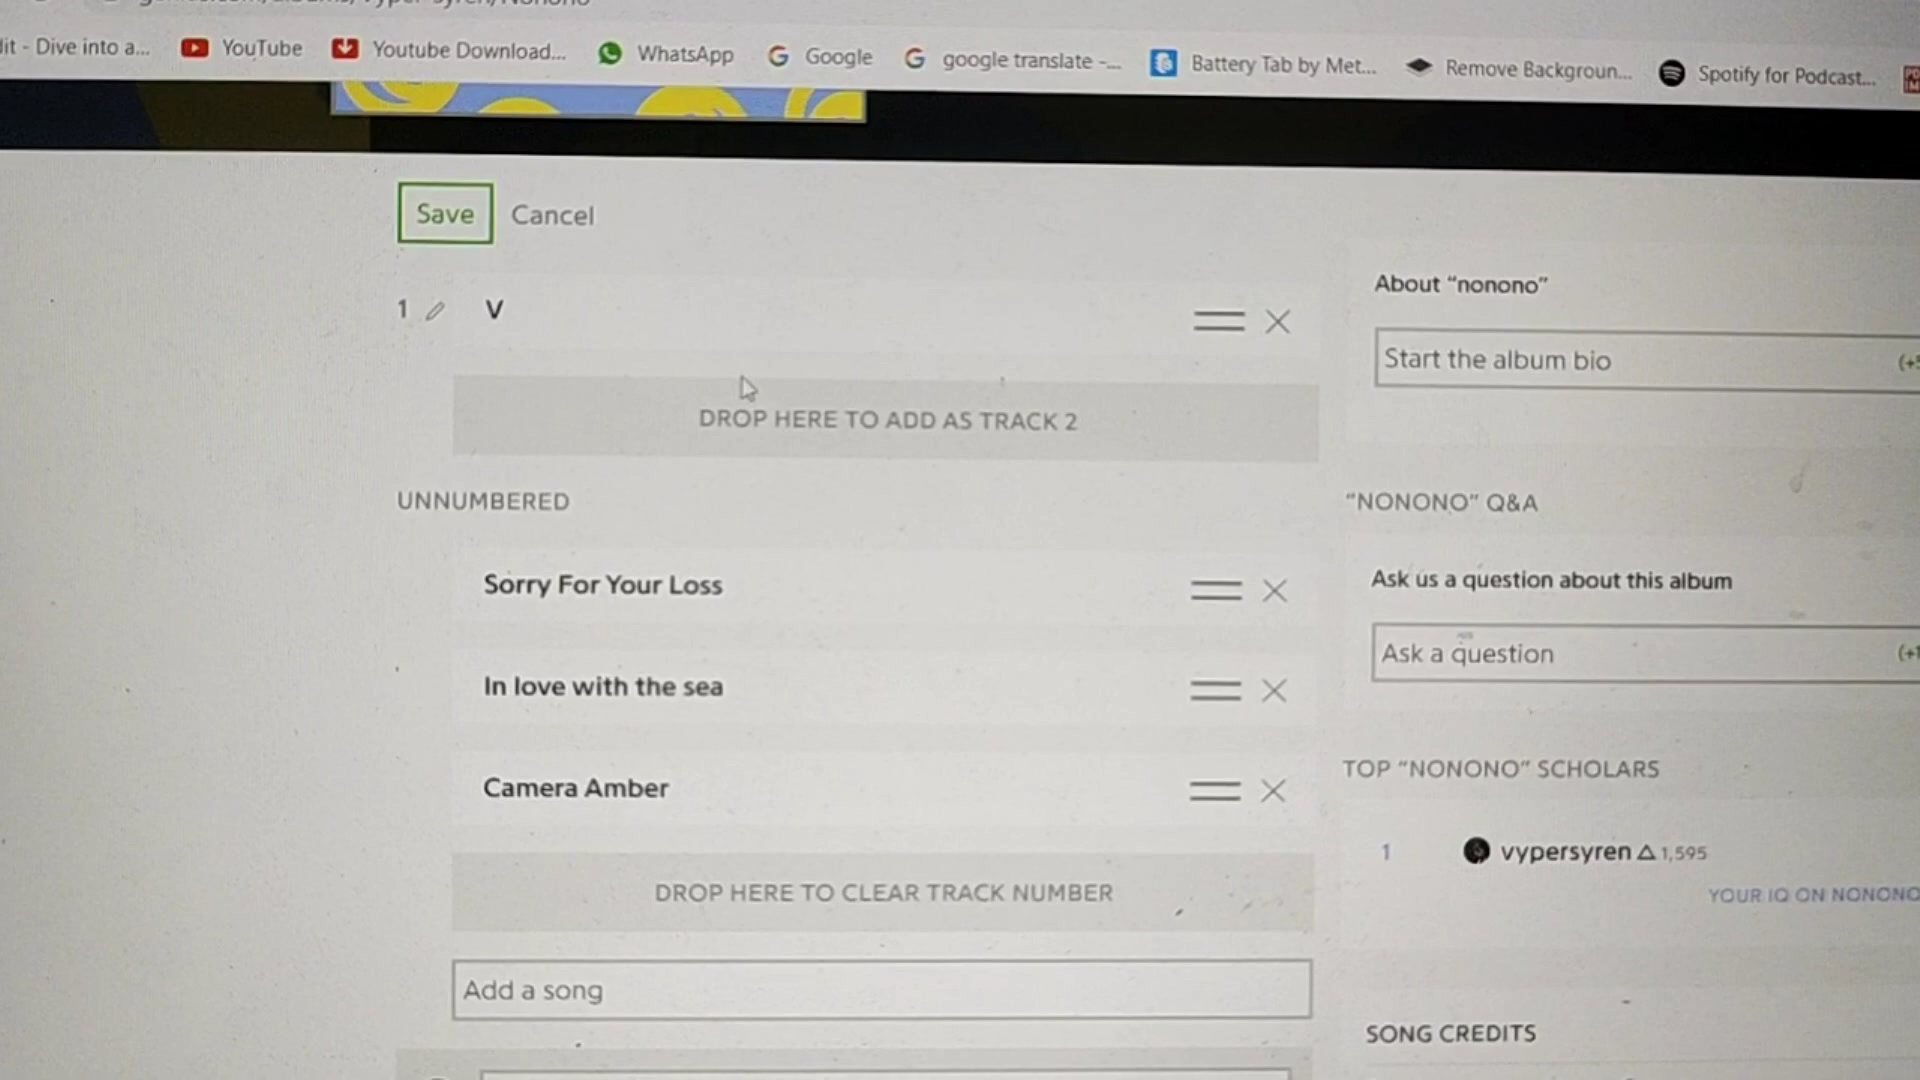 dit - Dive into a... YouTube Youtube Download... WhatsApp Google google translate -... Battery Tab by Met... Remove Backgroun... Spotify for Podcast...
Save Cancel
1 V
DROP HERE TO ADD AS TRACK 2
UNNUMBERED
Sorry For Your Loss
In love with the sea
Camera Amber
DROP HERE TO CLEAR TRACK NUMBER
Add a song
About “nonono”
Start the album bio
“NONONO” Q&A
Ask us a question about this album
Ask a question
TOP “NONONO” SCHOLARS
1 vypersyren 1,595
YOUR IQ ON NONONO
SONG CREDITS